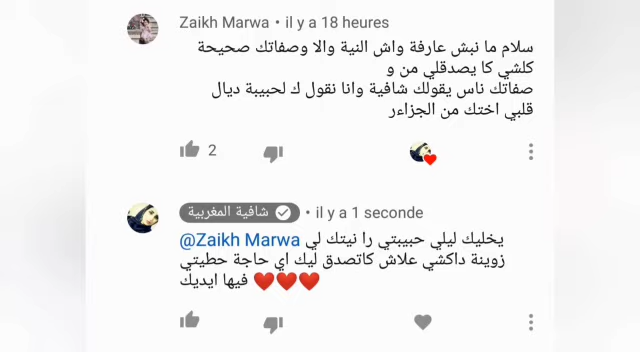 Zaikh Marwa • il y a 18 heures
سلام ما نبش عارفة واش النية والا وصفاتك صحيحة
كلشي كا يصدقلي من و
صفاتك ناس يقولك شافية وانا نقول ك لحبيبة ديال
قلبي اختك من الجزاءر
2
شافية المغربية • il y a 1 seconde
@Zaikh Marwa يخليك ليلي حبيبتي را نيتك لي
زوينة داكشي علاش كاتصدق ليك اي حاجة حطيتي
فيها ايديك ❤️❤️❤️